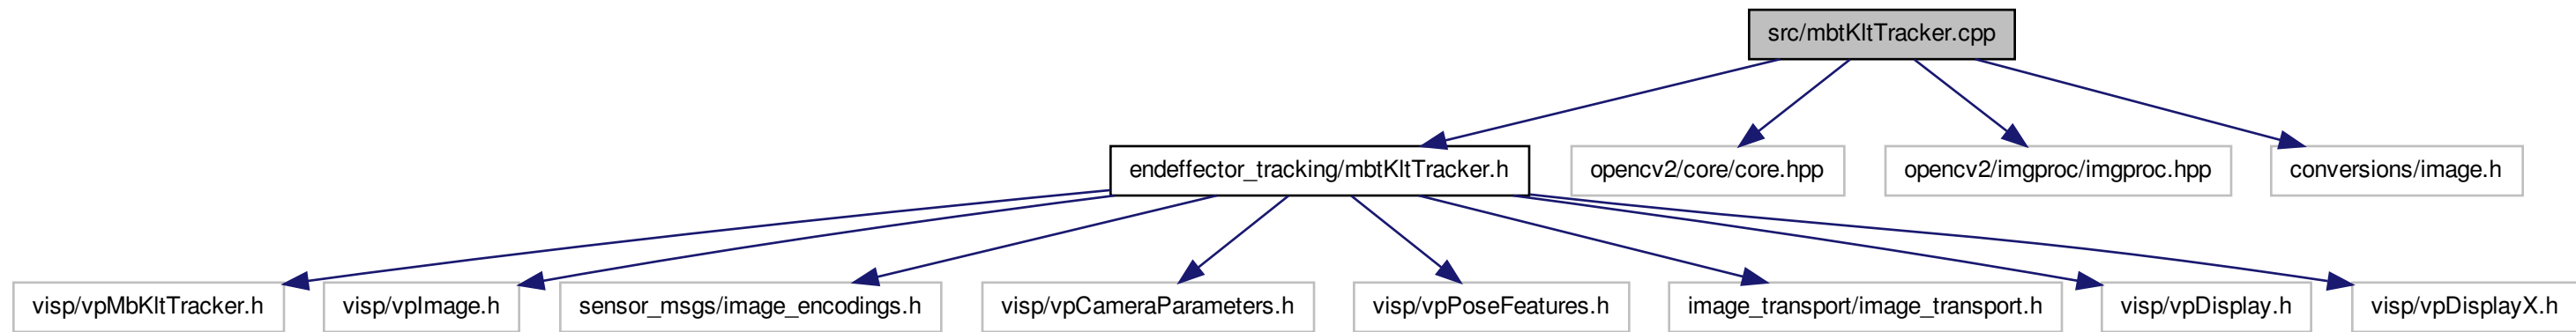 src/mbtKltTracker.cpp
endeffector_tracking/mbtKltTracker.h
opencv2/core/core.hpp
opencv2/imgproc/imgproc.hpp
conversions/image.h
visp/vpMbKltTracker.h
visp/vpImage.h
sensor_msgs/image_encodings.h
visp/vpCameraParameters.h
visp/vpPoseFeatures.h
image_transport/image_transport.h
visp/vpDisplay.h
visp/vpDisplayX.h